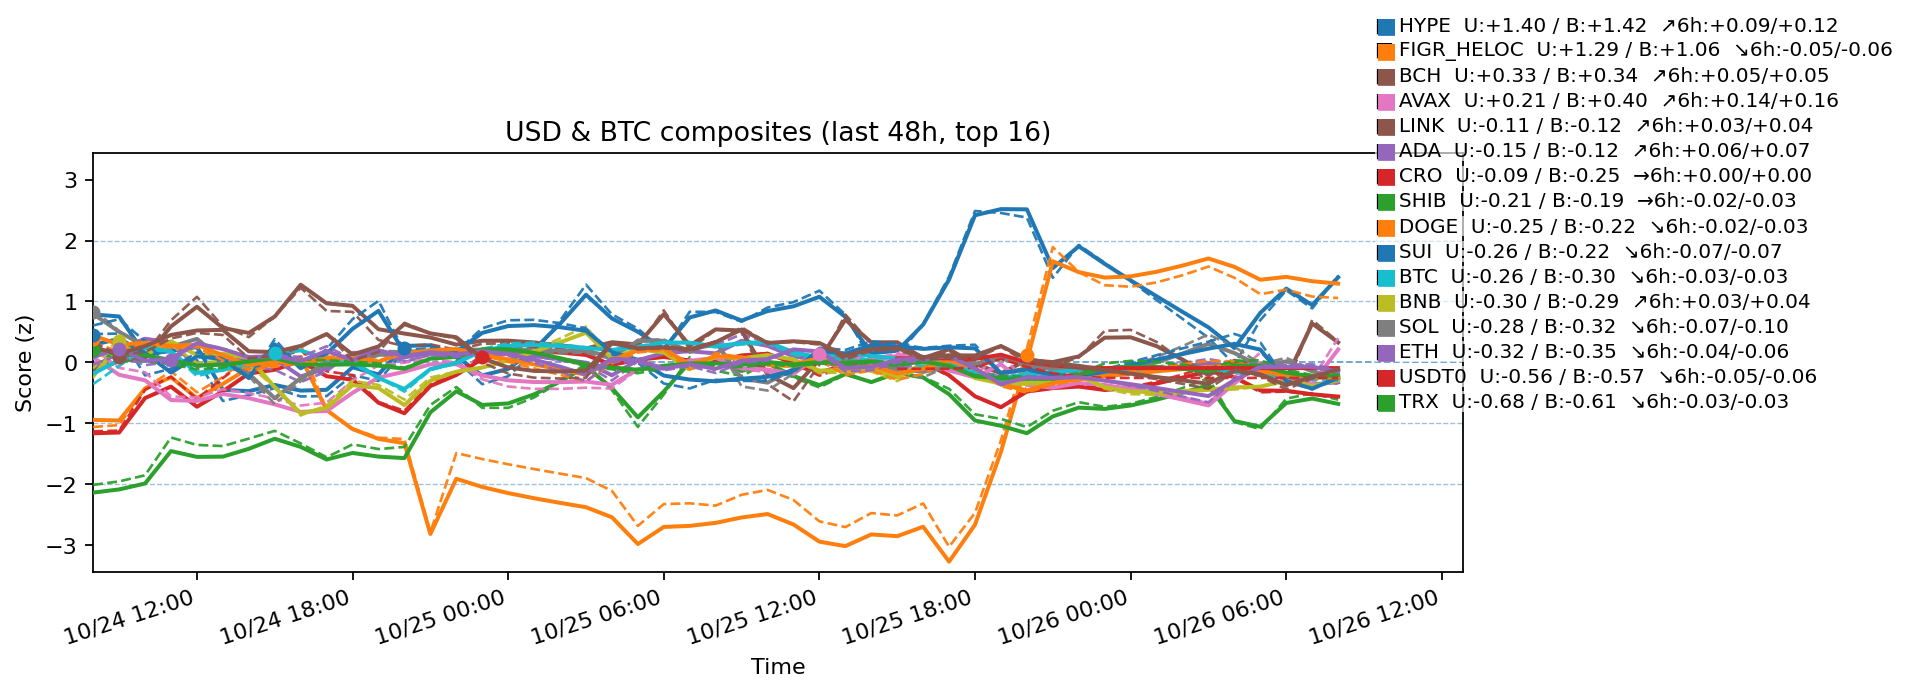 HYPE  U:+1.40 / B:+1.42  ↗6h:+0.09/+0.12
FIGR_HELOC  U:+1.29 / B:+1.06  ↘6h:-0.05/-0.06
BCH  U:+0.33 / B:+0.34  ↗6h:+0.05/+0.05
AVAX  U:+0.21 / B:+0.40  ↗6h:+0.14/+0.16
LINK  U:-0.11 / B:-0.12  ↗6h:+0.03/+0.04
ADA  U:-0.15 / B:-0.12  ↗6h:+0.06/+0.07
CRO  U:-0.09 / B:-0.25  →6h:+0.00/+0.00
SHIB  U:-0.21 / B:-0.19  →6h:-0.02/-0.03
DOGE  U:-0.25 / B:-0.22  ↘6h:-0.02/-0.03
SUI  U:-0.26 / B:-0.22  ↘6h:-0.07/-0.07
BTC  U:-0.26 / B:-0.30  ↘6h:-0.03/-0.03
BNB  U:-0.30 / B:-0.29  ↗6h:+0.03/+0.04
SOL  U:-0.28 / B:-0.32  ↘6h:-0.07/-0.10
ETH  U:-0.32 / B:-0.35  ↘6h:-0.04/-0.06
USDT0  U:-0.56 / B:-0.57  ↘6h:-0.05/-0.06
TRX  U:-0.68 / B:-0.61  ↘6h:-0.03/-0.03
USD & BTC composites (last 48h, top 16)
Score (z)
3
2
1
0
−1
−2
−3
10/24 12:00
10/24 18:00
10/25 00:00
10/25 06:00
10/25 12:00
10/25 18:00
10/26 00:00
10/26 06:00
10/26 12:00
Time